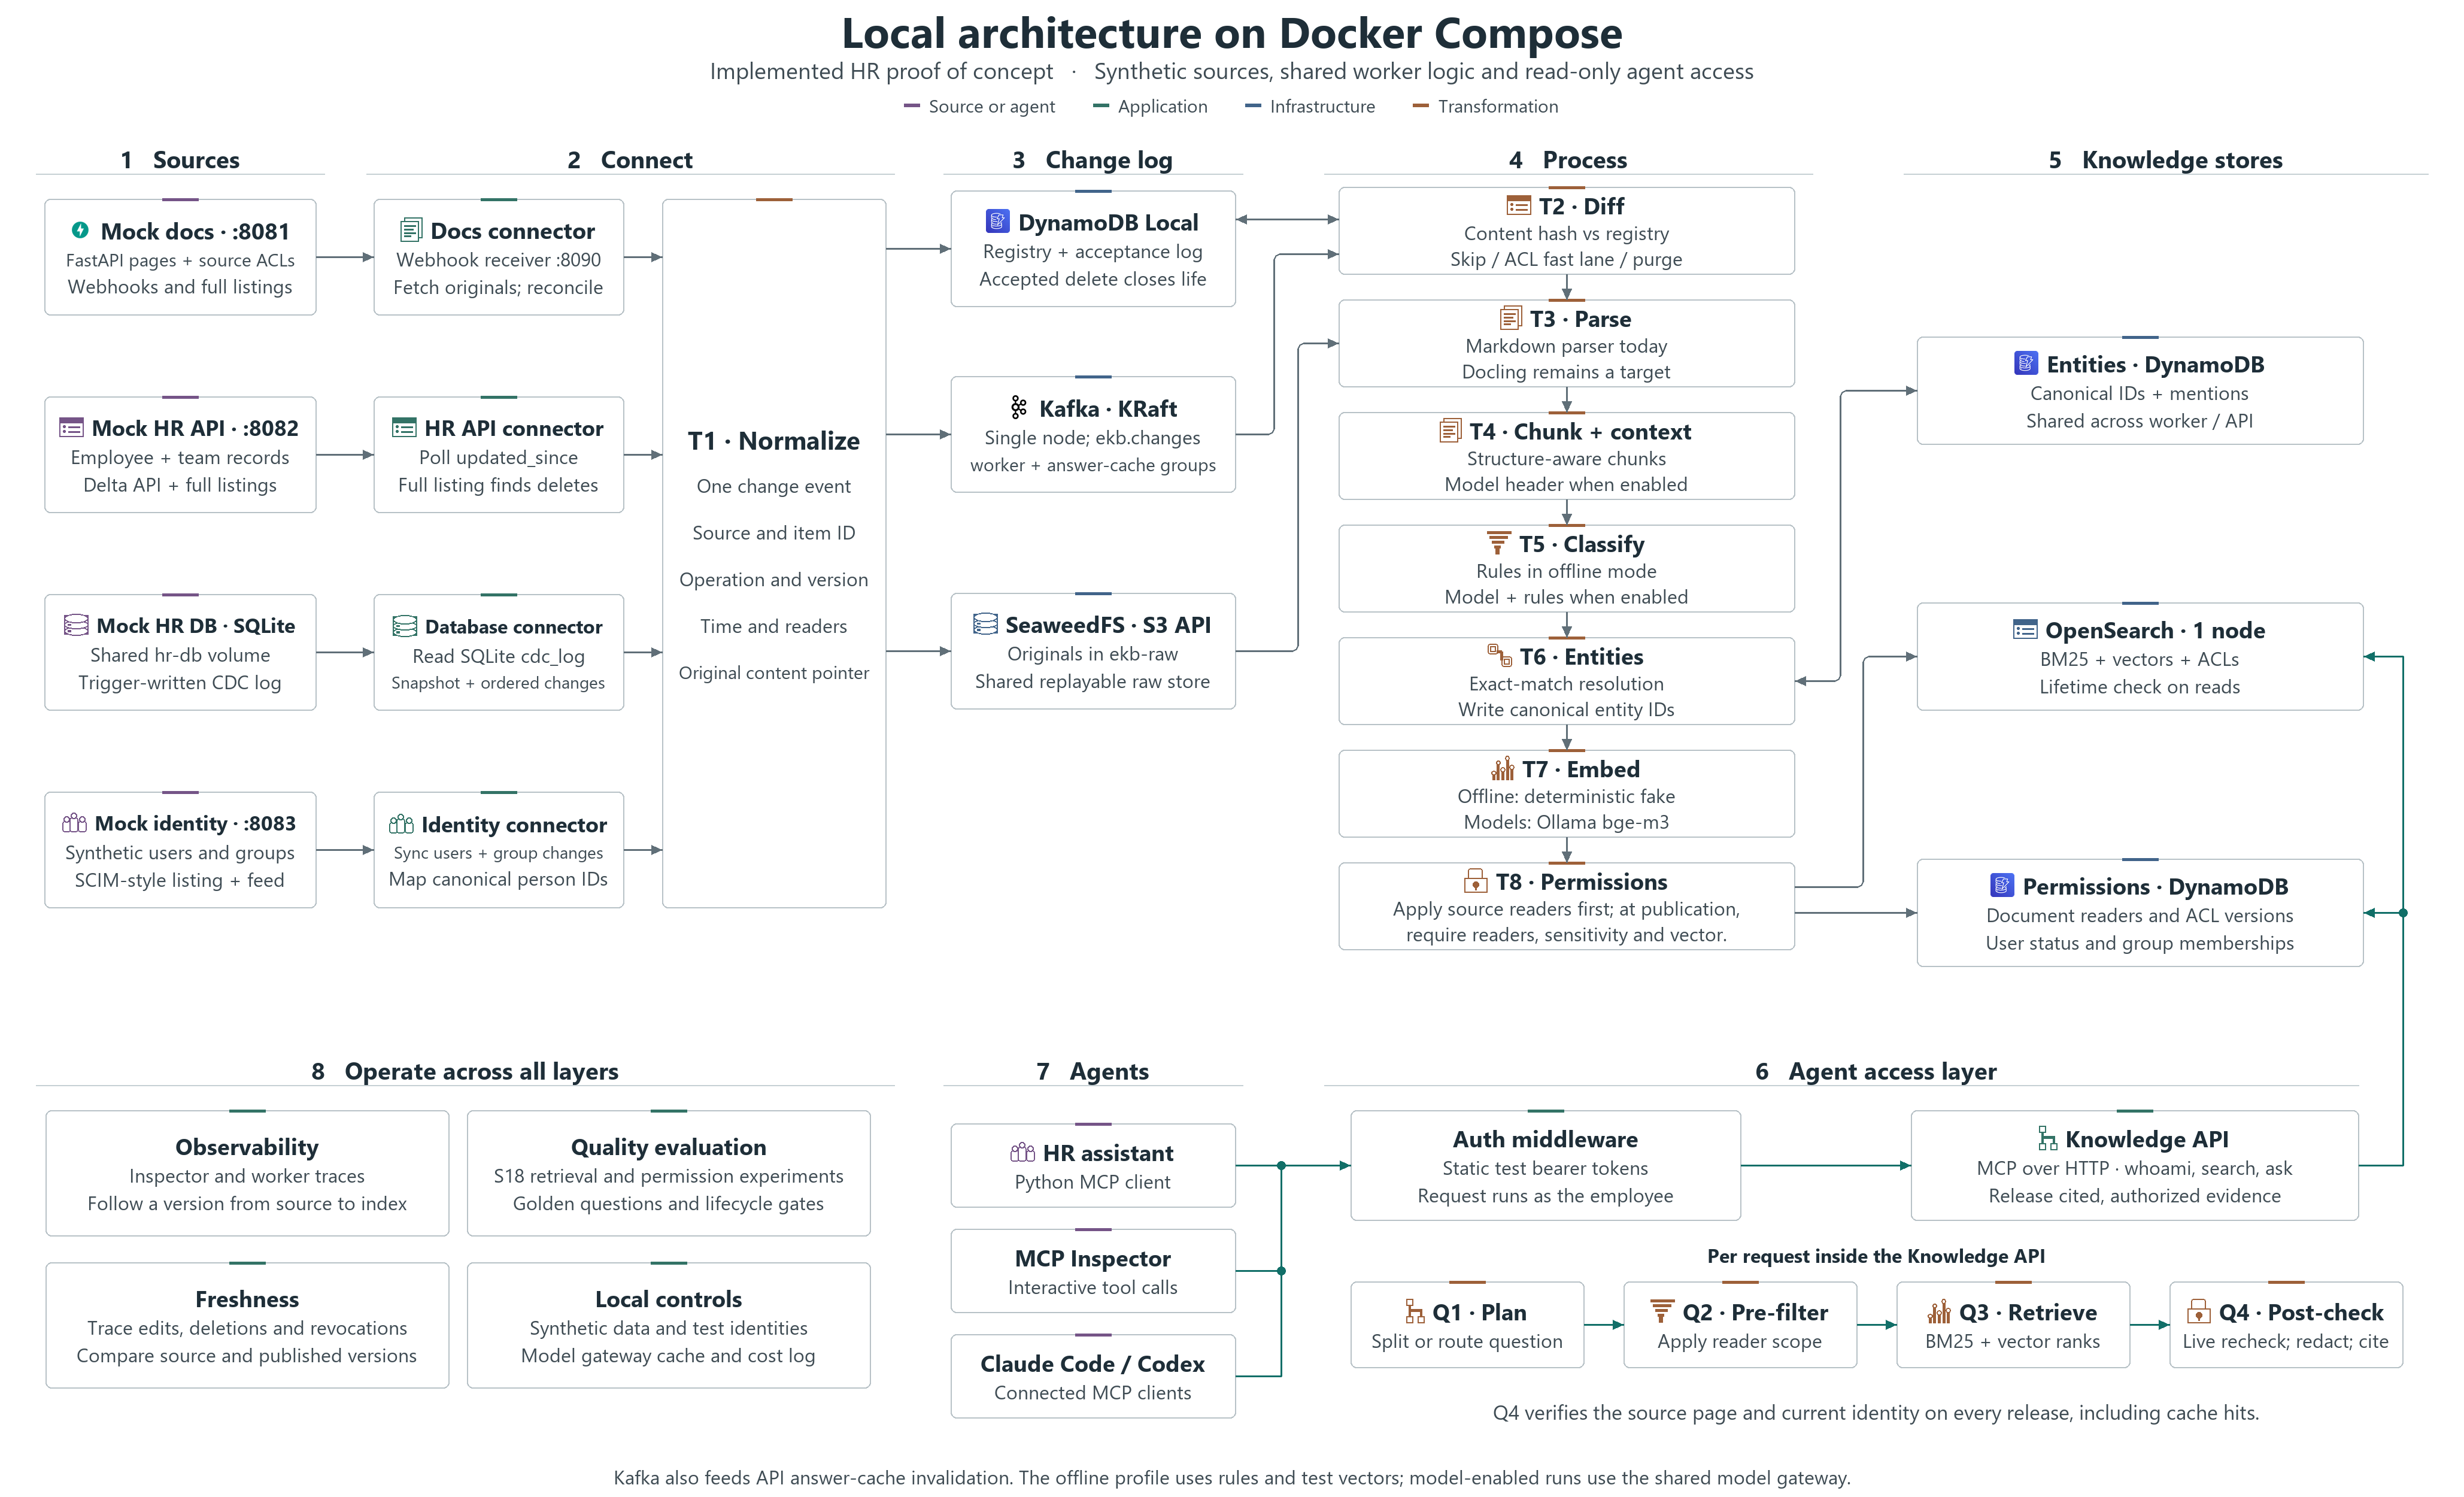 Local architecture on Docker Compose
Implemented HR proof of concept · Synthetic sources, shared worker logic and read-only agent access
Source or agent
Application
Infrastructure
Transformation
1 Sources
Mock docs · :8081
FastAPI pages + source ACLs
Webhooks and full listings
Mock HR API · :8082
Employee + team records
Delta API + full listings
Mock HR DB · SQLite
Shared hr-db volume
Trigger-written CDC log
Mock identity · :8083
Synthetic users and groups
SCIM-style listing + feed
2 Connect
Docs connector
Webhook receiver :8090
Fetch originals; reconcile
HR API connector
Poll updated_since
Full listing finds deletes
Database connector
Read SQLite cdc_log
Snapshot + ordered changes
Identity connector
Sync users + group changes
Map canonical person IDs
T1 · Normalize
One change event
Source and item ID
Operation and version
Time and readers
Original content pointer
3 Change log
DynamoDB Local
Registry + acceptance log
Accepted delete closes life
Kafka · KRaft
Single node; ekb.changes
worker + answer-cache groups
SeaweedFS · S3 API
Originals in ekb-raw
Shared replayable raw store
4 Process
T2 · Diff
Content hash vs registry
Skip / ACL fast lane / purge
T3 · Parse
Markdown parser today
Docling remains a target
T4 · Chunk + context
Structure-aware chunks
Model header when enabled
T5 · Classify
Rules in offline mode
Model + rules when enabled
T6 · Entities
Exact-match resolution
Write canonical entity IDs
T7 · Embed
Offline: deterministic fake
Models: Ollama bge-m3
T8 · Permissions
Apply source readers first; at publication,
require readers, sensitivity and vector.
5 Knowledge stores
Entities · DynamoDB
Canonical IDs + mentions
Shared across worker / API
OpenSearch · 1 node
BM25 + vectors + ACLs
Lifetime check on reads
Permissions · DynamoDB
Document readers and ACL versions
User status and group memberships
8 Operate across all layers
Observability
Inspector and worker traces
Follow a version from source to index
Quality evaluation
S18 retrieval and permission experiments
Golden questions and lifecycle gates
Freshness
Trace edits, deletions and revocations
Compare source and published versions
Local controls
Synthetic data and test identities
Model gateway cache and cost log
7 Agents
HR assistant
Python MCP client
MCP Inspector
Interactive tool calls
Claude Code / Codex
Connected MCP clients
6 Agent access layer
Auth middleware
Static test bearer tokens
Request runs as the employee
Knowledge API
MCP over HTTP · whoami, search, ask
Release cited, authorized evidence
Per request inside the Knowledge API
Q1 · Plan
Split or route question
Q2 · Pre-filter
Apply reader scope
Q3 · Retrieve
BM25 + vector ranks
Q4 · Post-check
Live recheck; redact; cite
Q4 verifies the source page and current identity on every release, including cache hits.
Kafka also feeds API answer-cache invalidation. The offline profile uses rules and test vectors; model-enabled runs use the shared model gateway.